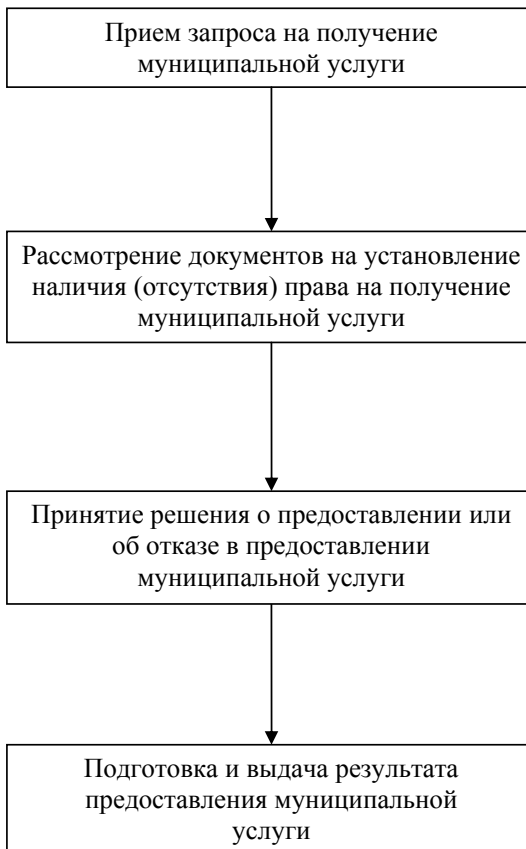 Прием запроса на получение
муниципальной услуги
Рассмотрение документов на установление
наличия (отсутствия) права на получение
муниципальной услуги
Принятие решения о предоставлении или
об отказе в предоставлении
муниципальной услуги
Подготовка и выдача результата
предоставления муниципальной
услуги